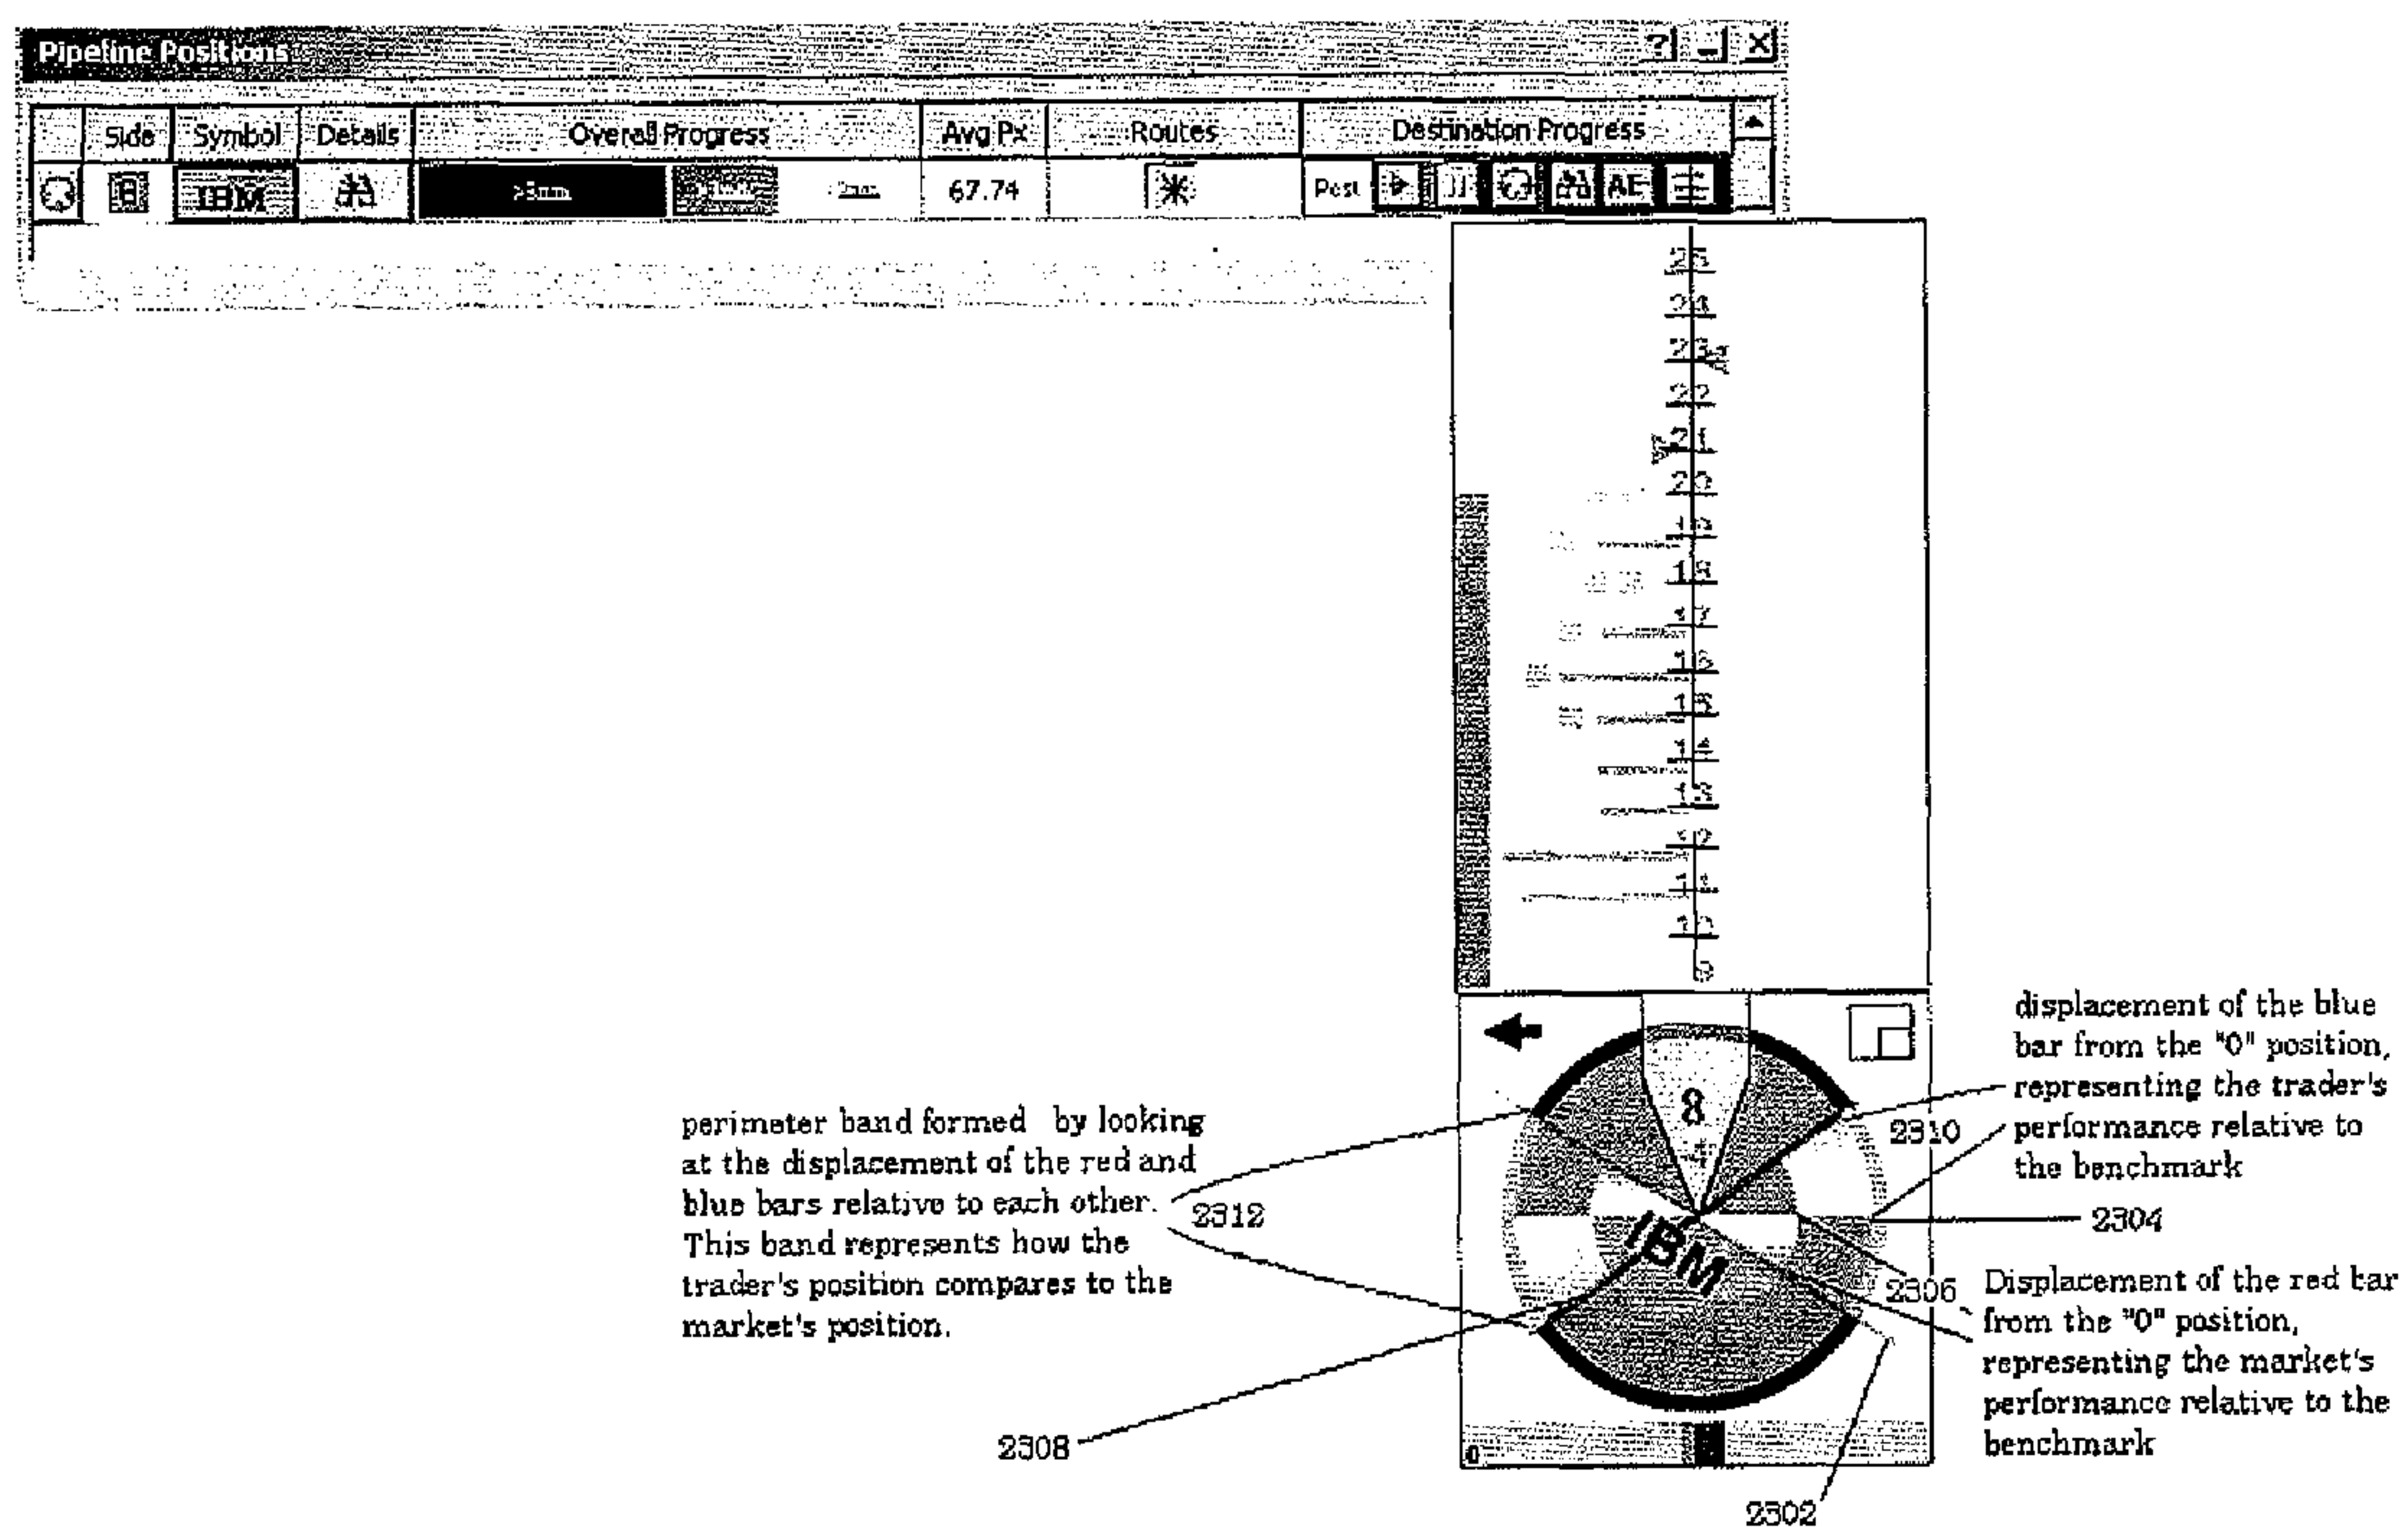 Pipeline Positions
Side Symbol Details Overall Progress Avg Px Routes Destination Progress
B IBM 67.74 Post AE
25
24
23
22
21
20
19
18
17
16
15
14
13
12
11
10
9
8
IBM
0
displacement of the blue
bar from the "0" position,
representing the trader's
performance relative to
the benchmark
2310
2304
perimeter band formed by looking
at the displacement of the red and
blue bars relative to each other.
This band represents how the
trader's position compares to the
market's position.
2312
2306
Displacement of the red bar
from the "0" position,
representing the market's
performance relative to the
benchmark
2308
2302